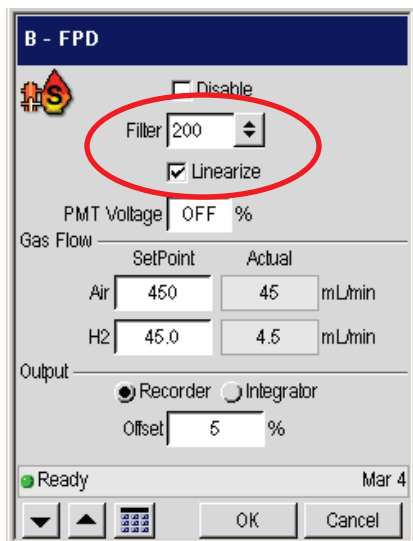 B - FPD
S
Disable
Filter 200
Linearize
PMT Voltage OFF %
Gas Flow
SetPoint Actual
Air 450 45 mL/min
H2 45.0 4.5 mL/min
Output
Recorder Integrator
Offset 5 %
Ready Mar 4
OK Cancel